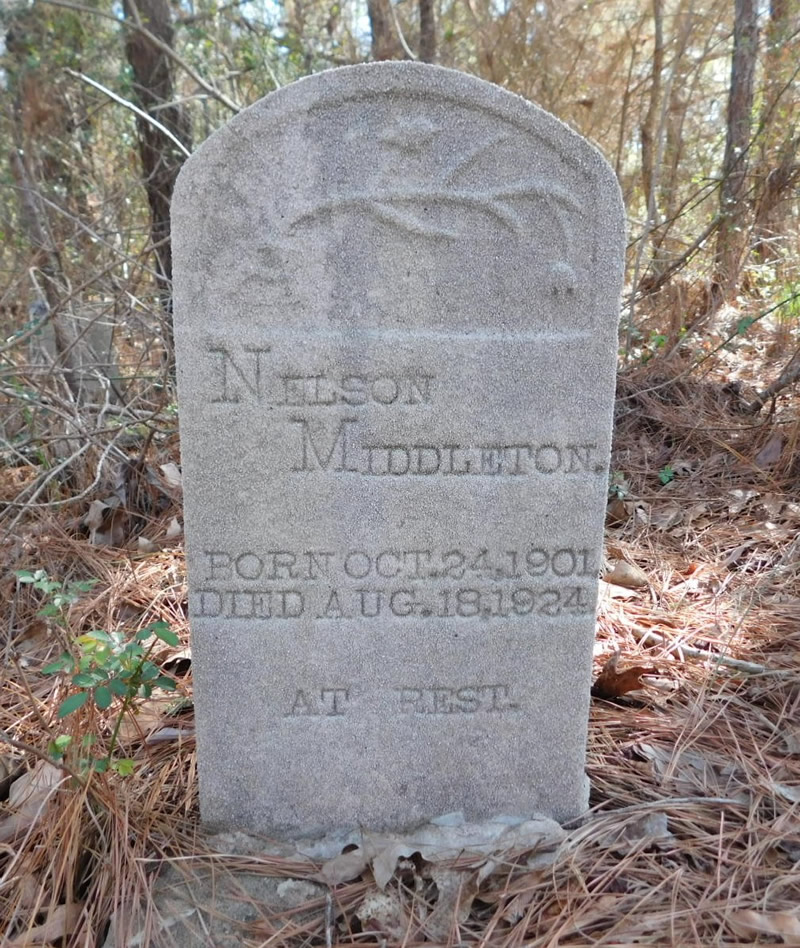 NELSON
MIDDLETON.
BORN OCT.24.1901
DIED AUG.18.1924
AT REST.